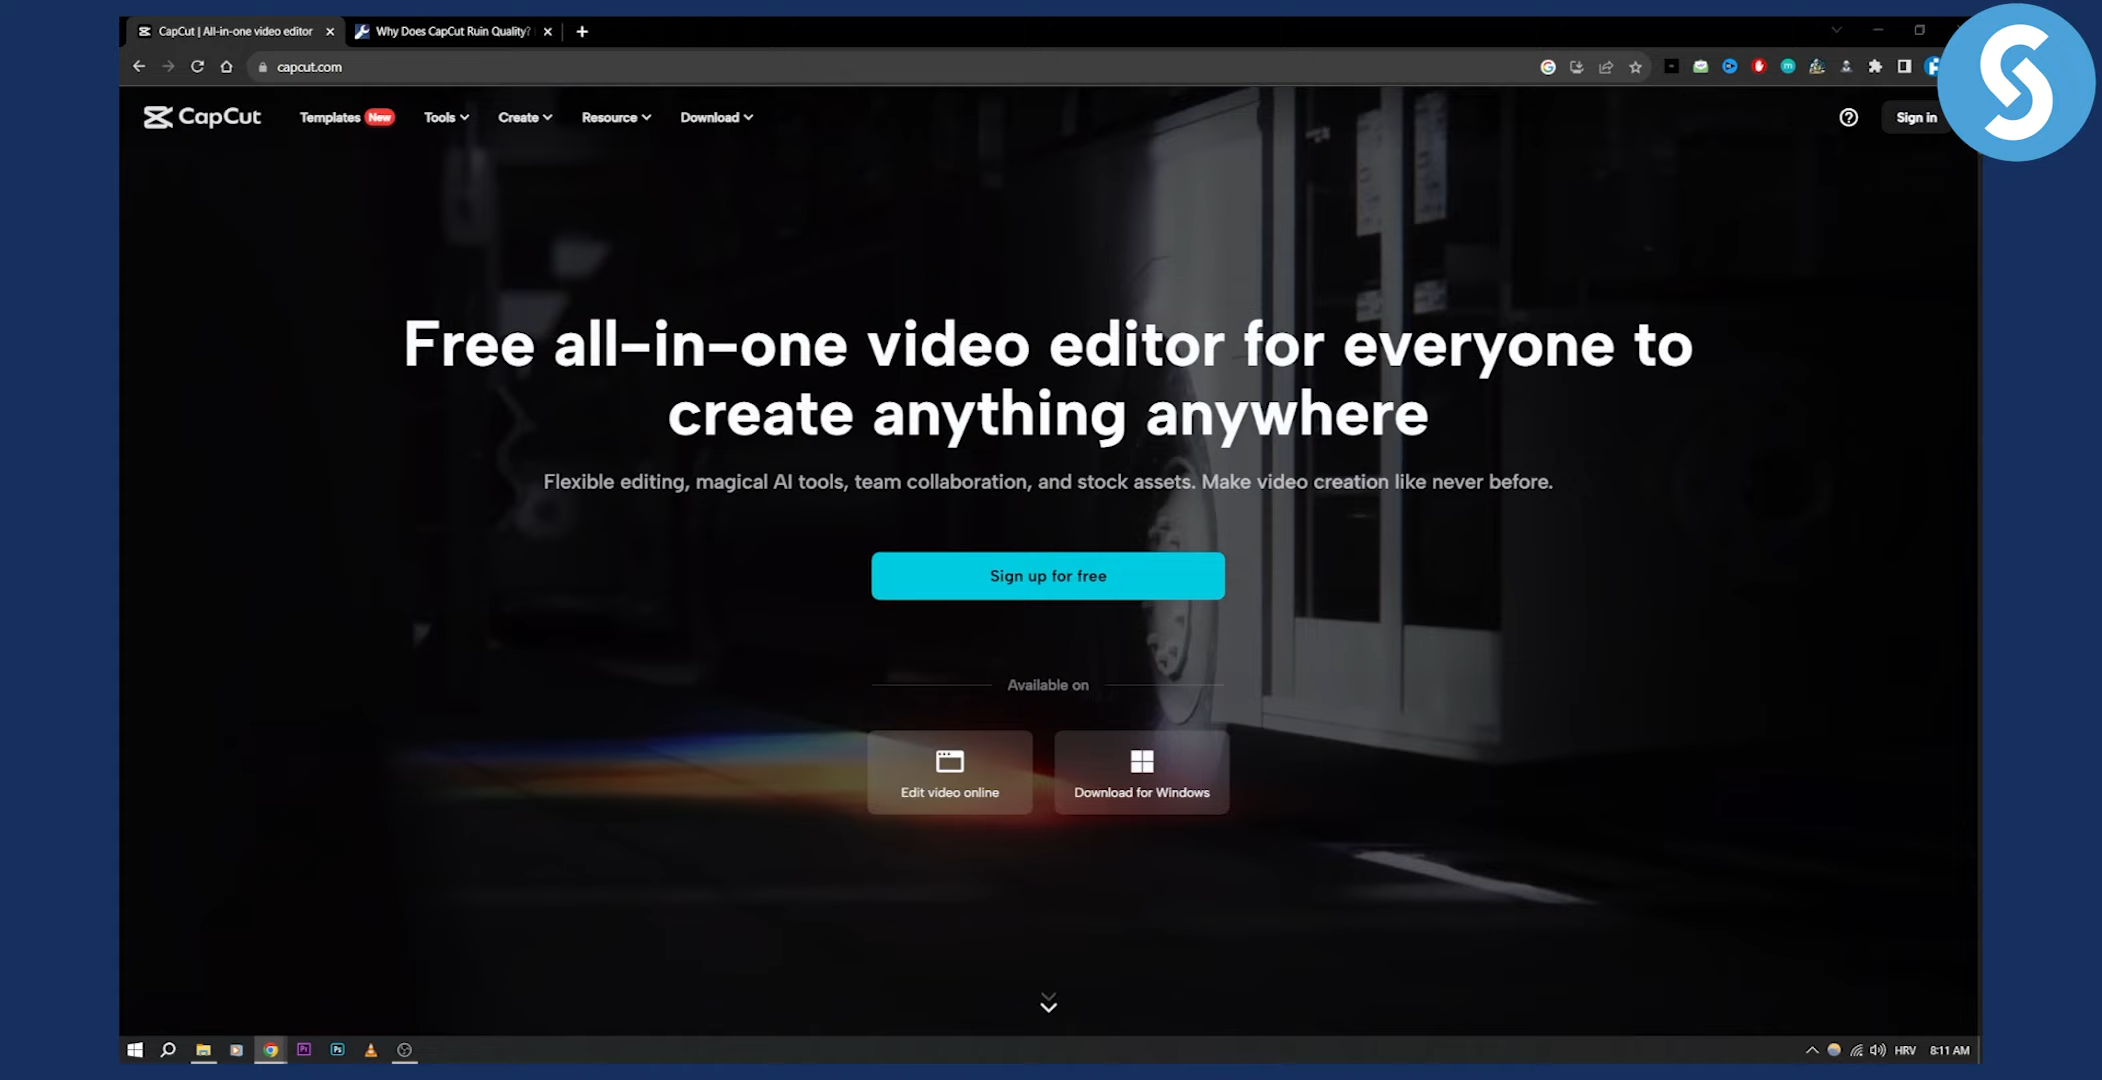 CapCut | All-in-one video editor
Why Does CapCut Ruin Quality?
capcut.com
CapCut
Templates New
Tools
Create
Resource
Download
Sign in
Free all-in-one video editor for everyone to
create anything anywhere
Flexible editing, magical AI tools, team collaboration, and stock assets. Make video creation like never before.
Sign up for free
Available on
Edit video online
Download for Windows
Pr
Ps
HRV
8:11 AM